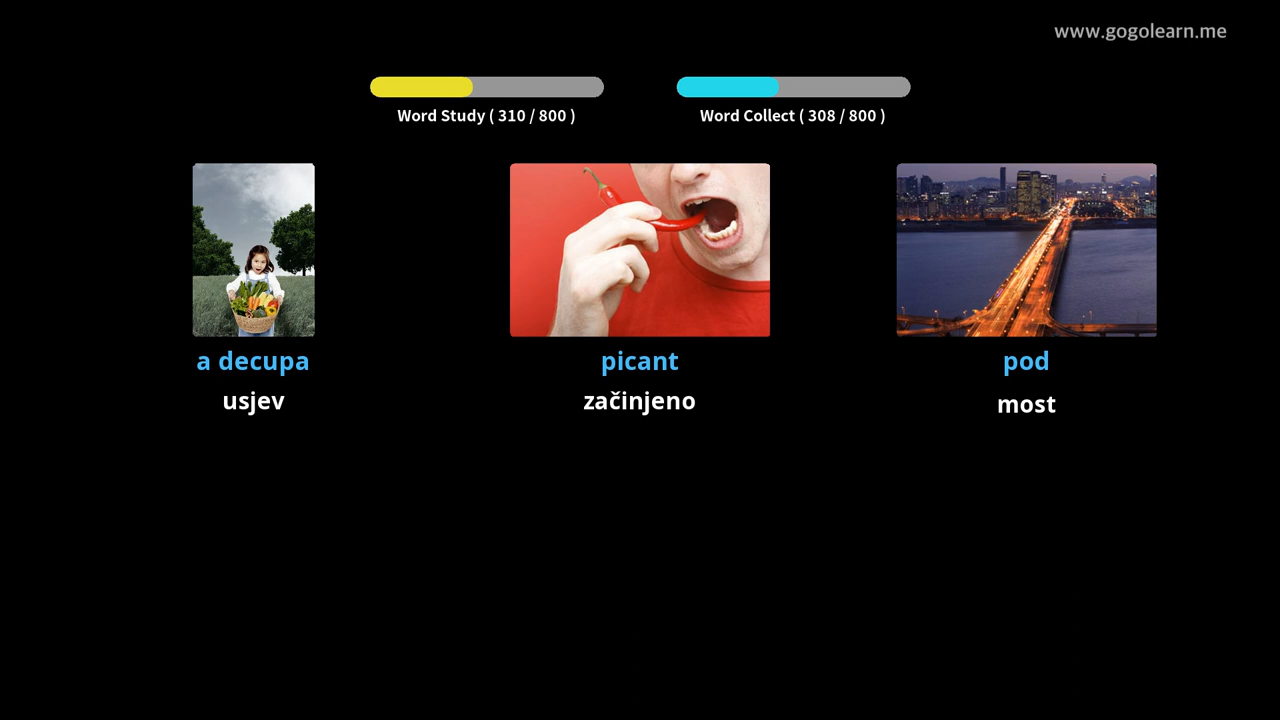 www.gogolearn.me
Word Study ( 310 / 800 )
Word Collect ( 308 / 800 )
a decupa
usjev
picant
začinjeno
pod
most